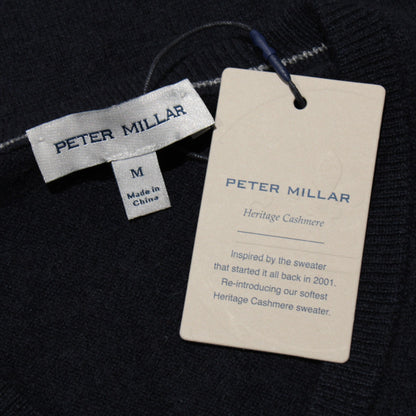 PETER MILLAR
M
Made in
China
PETER MILLAR
Heritage Cashmere
Inspired by the sweater
that started it all back in 2001.
Re-introducing our softest
Heritage Cashmere sweater.